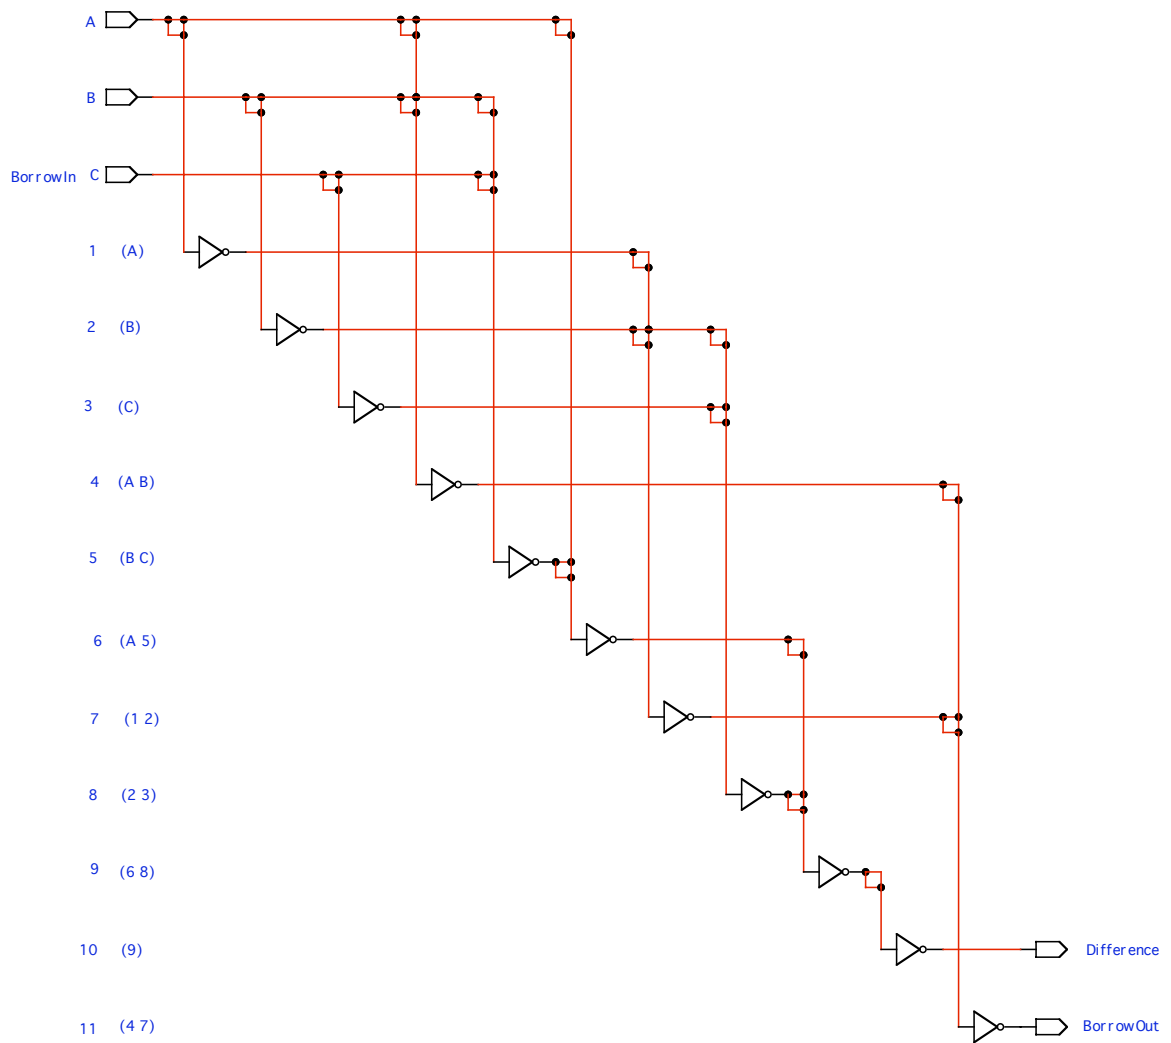 A
B
BorrowIn C
1 (A)
2 (B)
3 (C)
4 (A B)
5 (B C)
6 (A 5)
7 (1 2)
8 (2 3)
9 (6 8)
10 (9) Difference
11 (4 7) BorrowOut